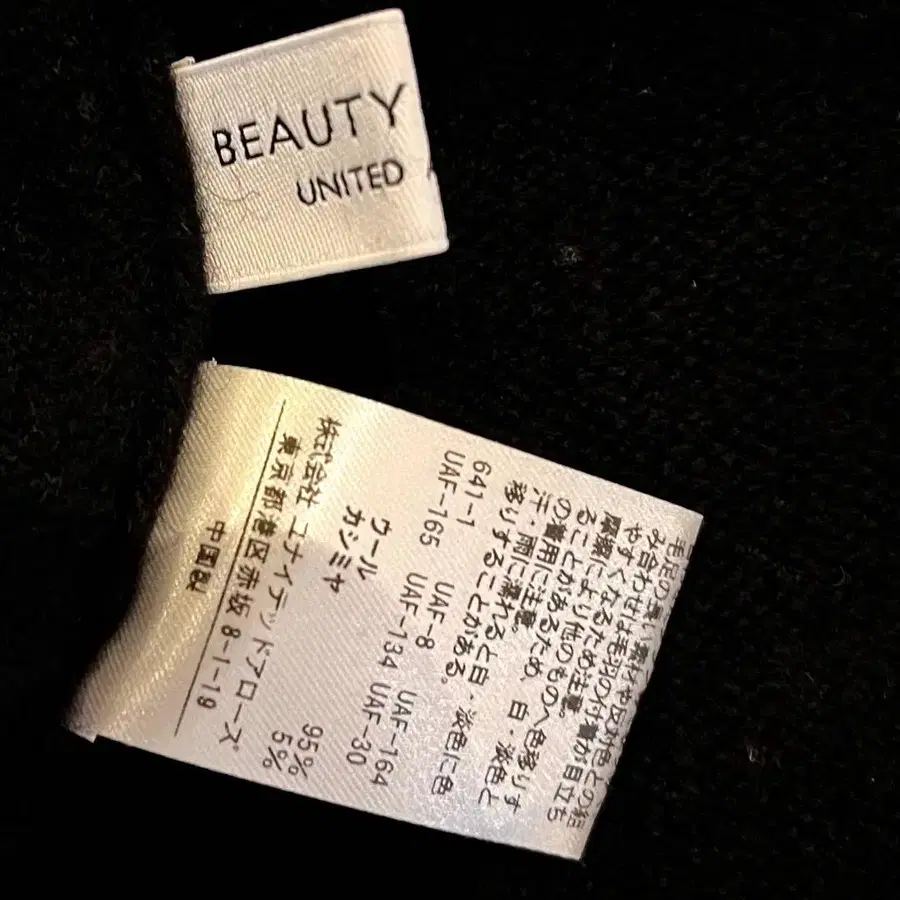 BEAUTY
UNITED
毛足の長い素材や反対色との組
み合わせは毛羽の付着が目立ち
やすくなるため注意。
摩擦により他のものへ色移りす
ることがあるため、白・淡色と
の着用に注意。
汗・雨に濡れると白・淡色に色
移りすることがある。
641-1 UAF-8 UAF-164
UAF-165 UAF-134 UAF-30
ウール 95%
カシミヤ 5%
株式会社 ユナイテッドアローズ
東京都港区赤坂 8-1-19
中国製